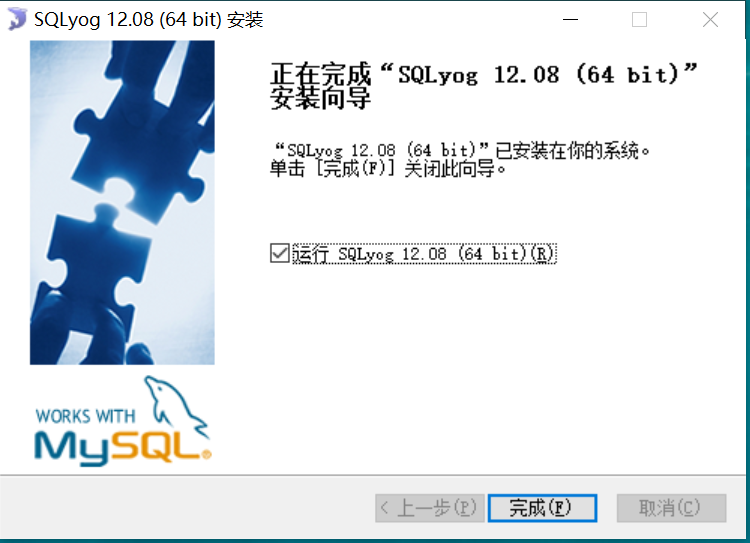 SQLyog 12.08 (64 bit) 安装
正在完成“SQLyog 12.08 (64 bit)”
安装向导
“SQLyog 12.08 (64 bit)”已安装在你的系统。
单击 [完成(F)] 关闭此向导。
运行 SQLyog 12.08 (64 bit)(R)
WORKS WITH
MySQL®
< 上一步(P)
完成(F)
取消(C)